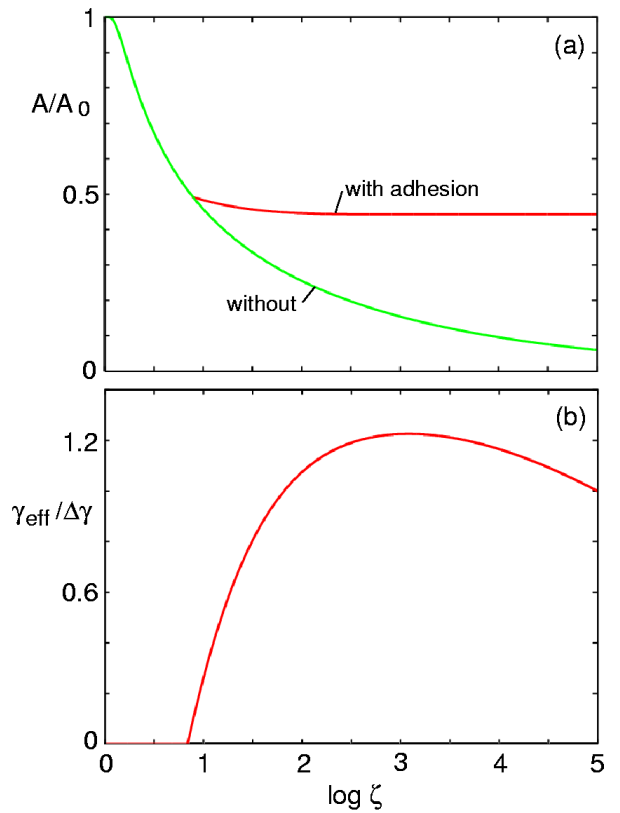 1
(a)
A/A₀
0.5
with adhesion
without
0
(b)
1.2
γeff/Δγ
0.6
0
0 1 2 3 4 5
log ζ